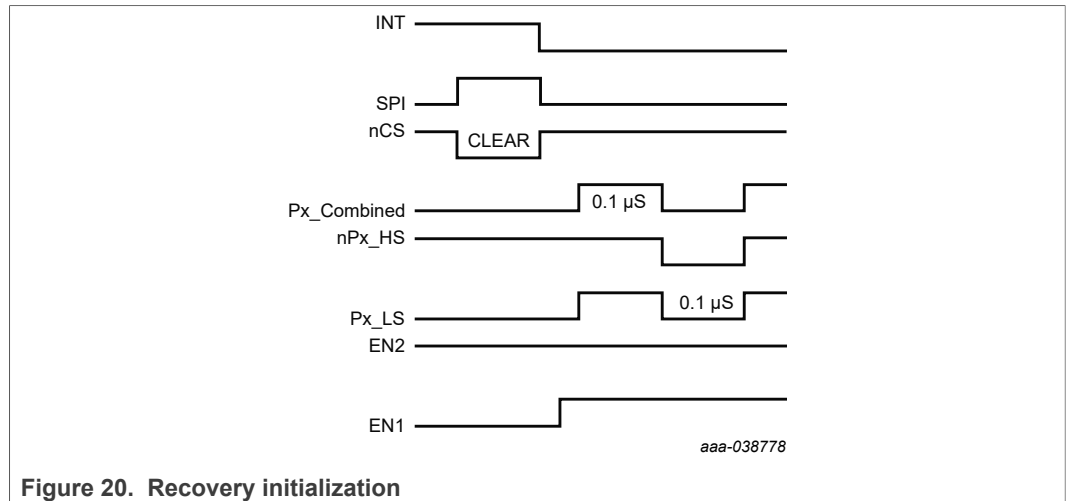 INT
SPI
nCS
CLEAR
Px_Combined
0.1 µS
nPx_HS
Px_LS
0.1 µS
EN2
EN1
aaa-038778
Figure 20. Recovery initialization